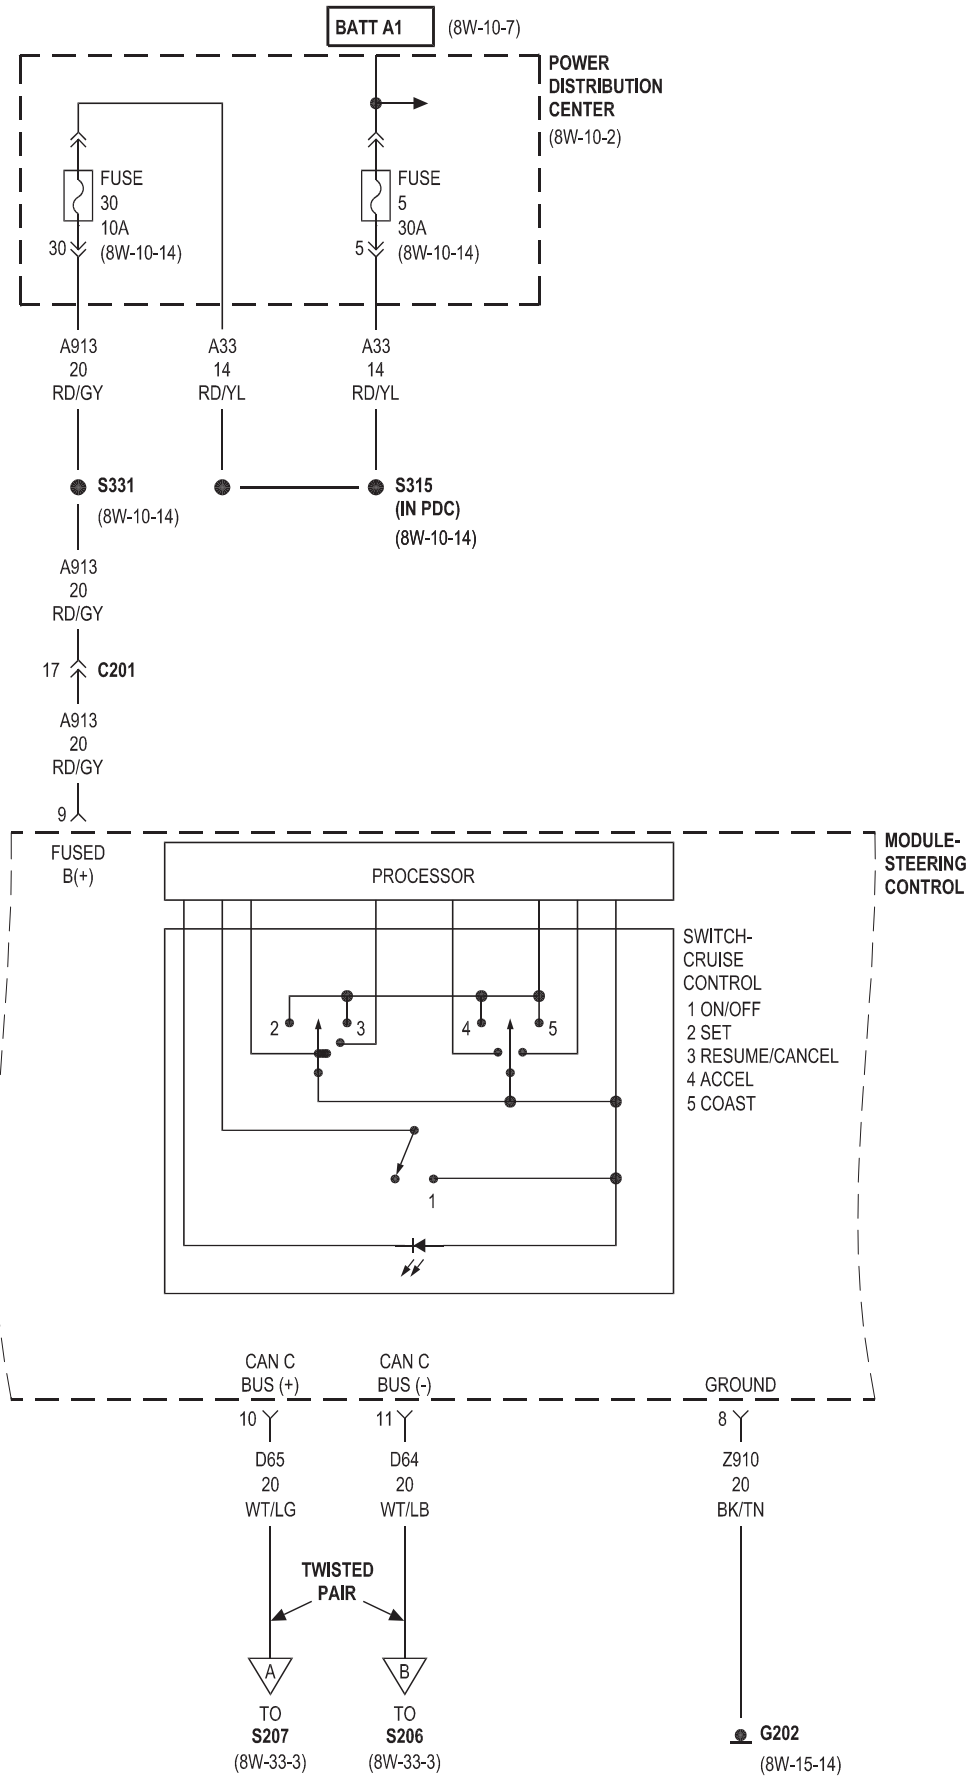 BATT A1 (8W-10-7)
POWER
DISTRIBUTION
CENTER
(8W-10-2)
FUSE
30
10A
(8W-10-14)
30
FUSE
5
30A
(8W-10-14)
5
A913
20
RD/GY
A33
14
RD/YL
A33
14
RD/YL
S331
(8W-10-14)
S315
(IN PDC)
(8W-10-14)
A913
20
RD/GY
17 C201
A913
20
RD/GY
9
FUSED
B(+)
PROCESSOR
MODULE-
STEERING
CONTROL
SWITCH-
CRUISE
CONTROL
1 ON/OFF
2 SET
3 RESUME/CANCEL
4 ACCEL
5 COAST
2 3 4 5
1
CAN C
BUS (+)
CAN C
BUS (-)
GROUND
10 11 8
D65
20
WT/LG
D64
20
WT/LB
Z910
20
BK/TN
TWISTED
PAIR
A
B
TO
S207
(8W-33-3)
TO
S206
(8W-33-3)
G202
(8W-15-14)